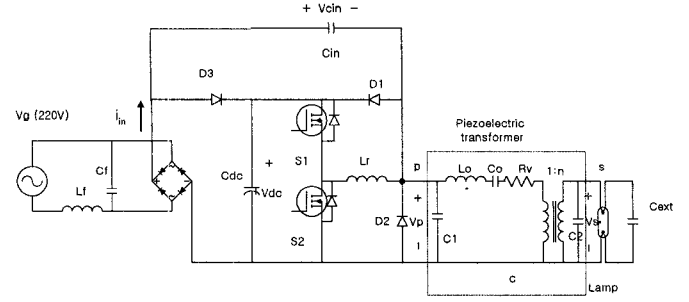 + Vcin −
Cin
D3
D1
Vg (220V)
i_in
Piezoelectric
transformer
Cf
Lf
Cdc
+
Vdc
S1
S2
Lr
p
Lo
Co
Rv
1:n
s
D2
+
Vp
C1
C2
+
Vs
Cext
c
Lamp